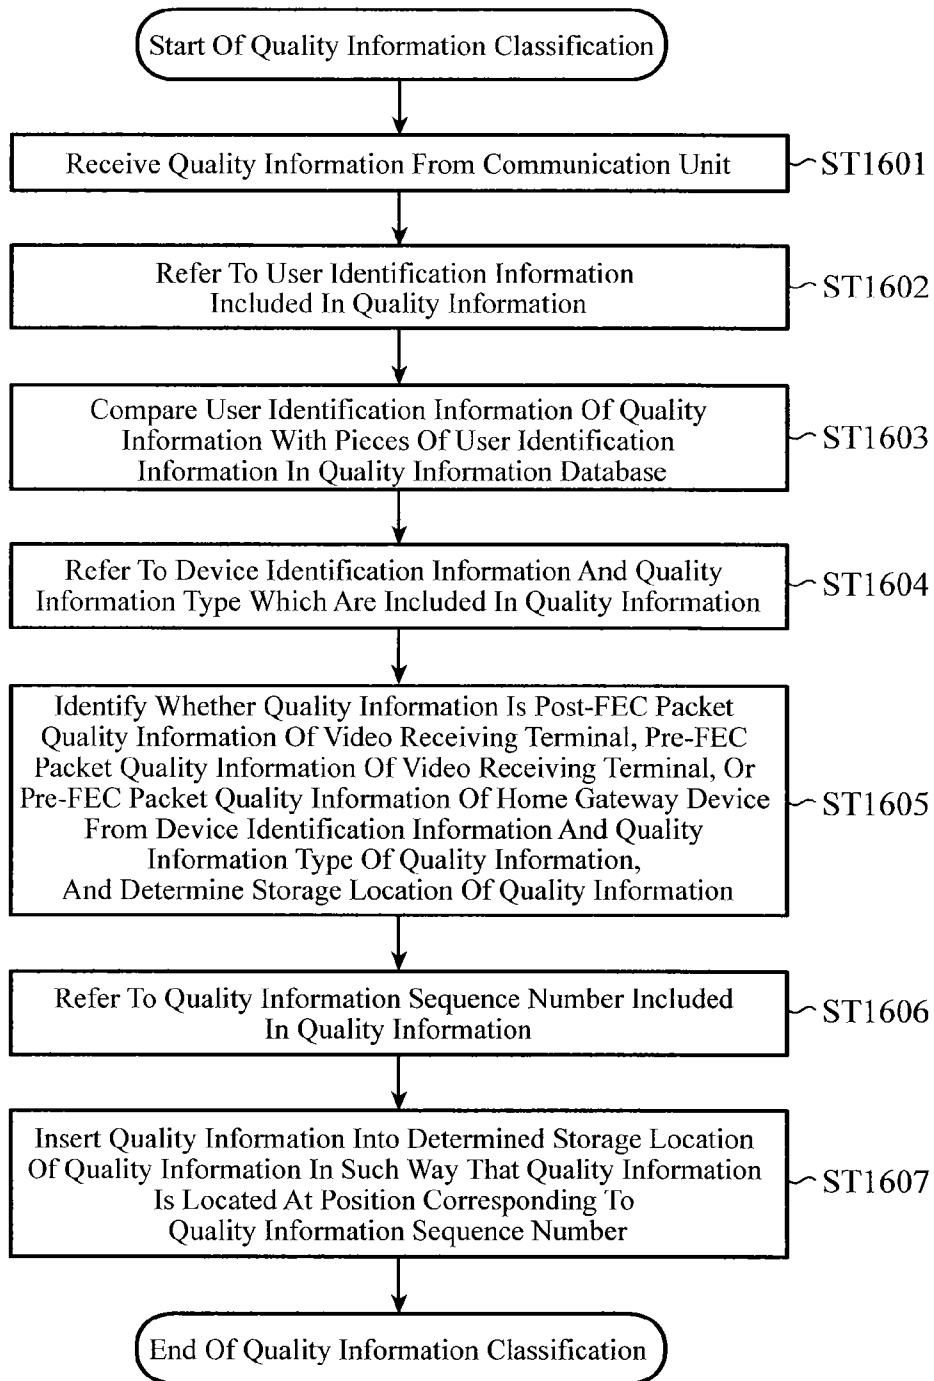 Start Of Quality Information Classification
Receive Quality Information From Communication Unit
ST1601
Refer To User Identification Information
Included In Quality Information
ST1602
Compare User Identification Information Of Quality
Information With Pieces Of User Identification
Information In Quality Information Database
ST1603
Refer To Device Identification Information And Quality
Information Type Which Are Included In Quality Information
ST1604
Identify Whether Quality Information Is Post-FEC Packet
Quality Information Of Video Receiving Terminal, Pre-FEC
Packet Quality Information Of Video Receiving Terminal, Or
Pre-FEC Packet Quality Information Of Home Gateway Device
From Device Identification Information And Quality
Information Type Of Quality Information,
And Determine Storage Location Of Quality Information
ST1605
Refer To Quality Information Sequence Number Included
In Quality Information
ST1606
Insert Quality Information Into Determined Storage Location
Of Quality Information In Such Way That Quality Information
Is Located At Position Corresponding To
Quality Information Sequence Number
ST1607
End Of Quality Information Classification